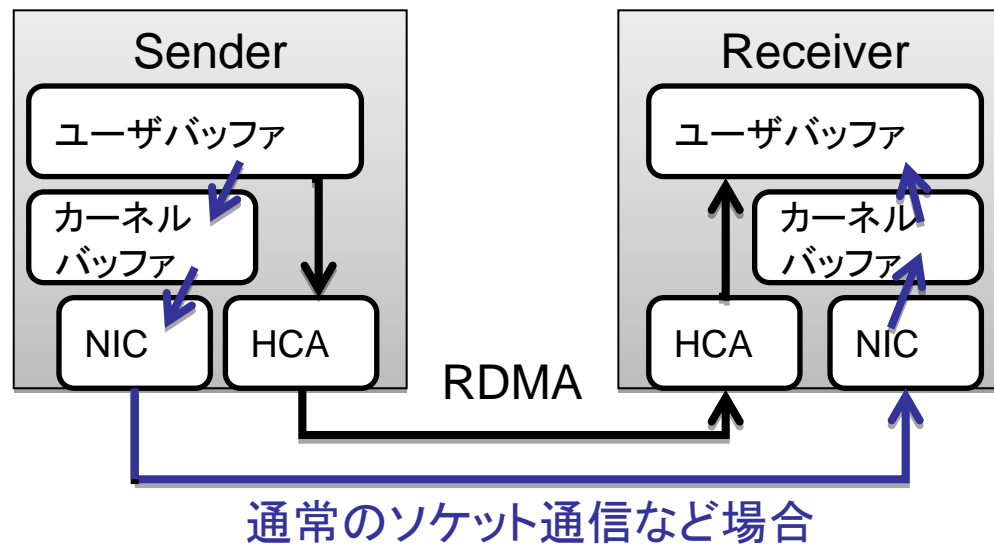 Sender
ユーザバッファ
カーネル
バッファ
NIC
HCA
Receiver
ユーザバッファ
カーネル
バッファ
HCA
NIC
RDMA
通常のソケット通信など場合